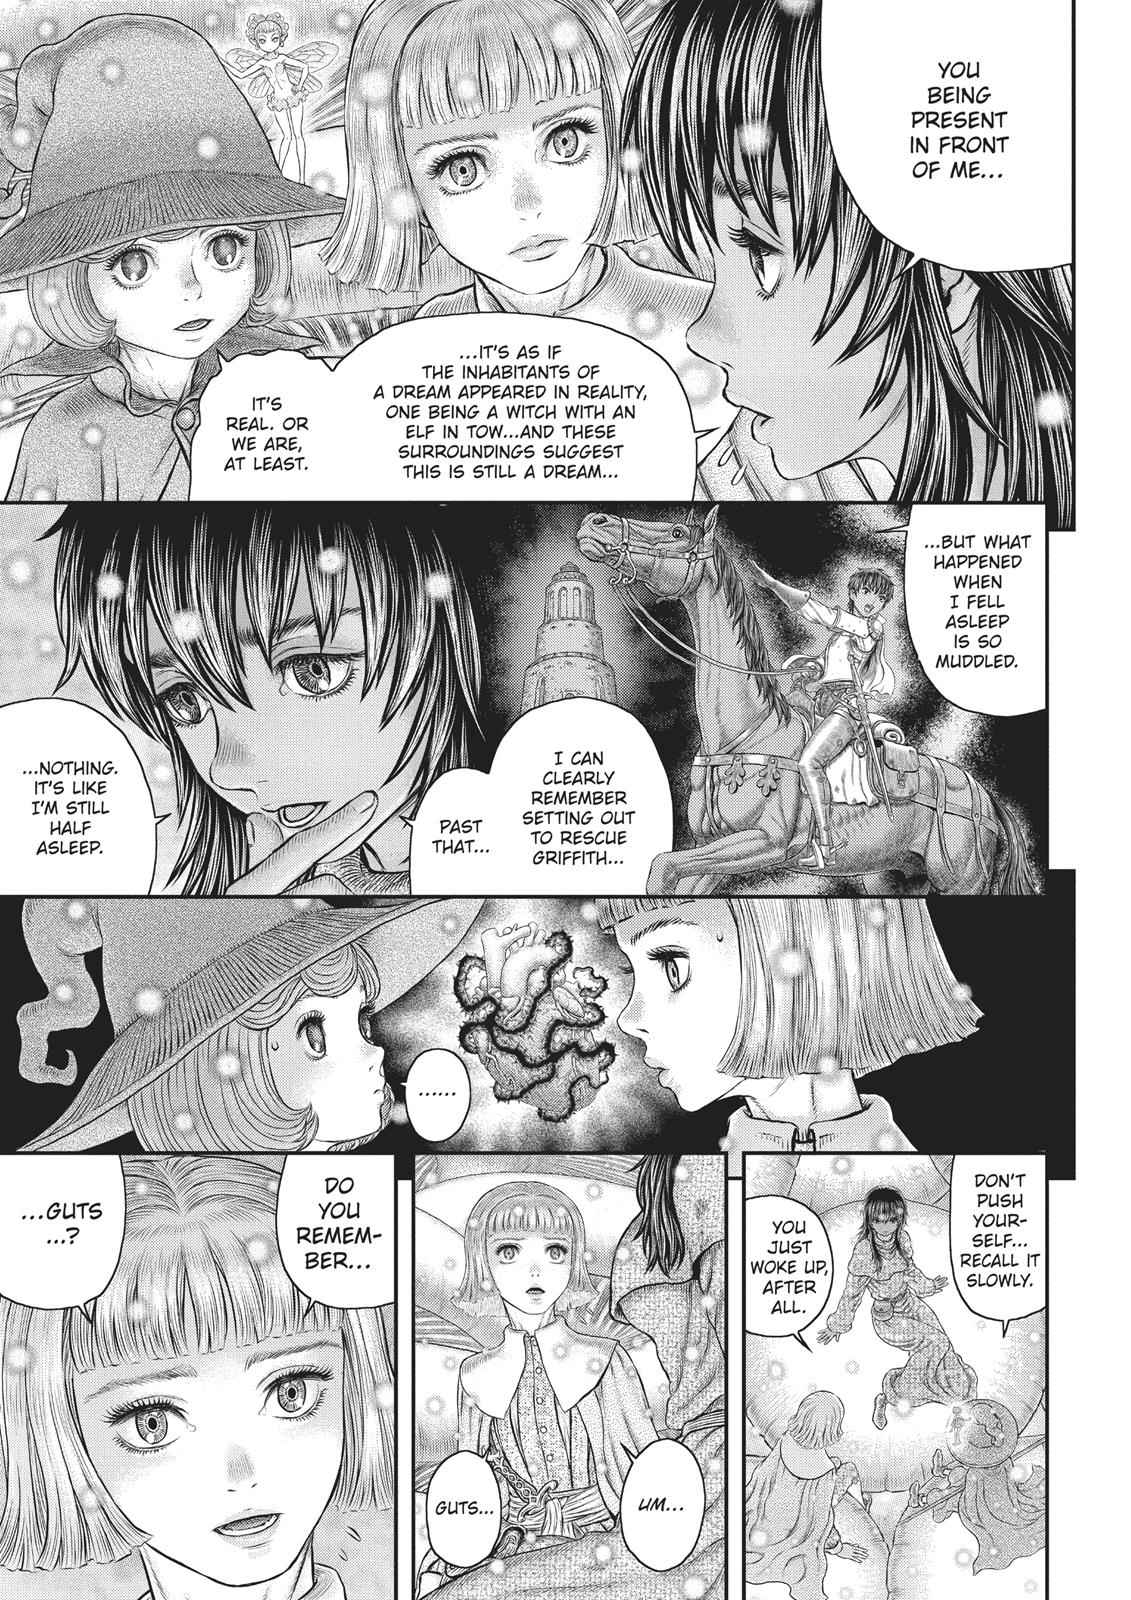 YOU
BEING
PRESENT
IN FRONT
OF ME...
...IT'S AS IF
THE INHABITANTS OF
A DREAM APPEARED IN REALITY,
ONE BEING A WITCH WITH AN
ELF IN TOW...AND THESE
SURROUNDINGS SUGGEST
THIS IS STILL A DREAM...
IT'S
REAL. OR
WE ARE,
AT LEAST.
...BUT WHAT
HAPPENED
WHEN
I FELL
ASLEEP
IS SO
MUDDLED.
I CAN
CLEARLY
REMEMBER
SETTING OUT
TO RESCUE
GRIFFITH...
PAST
THAT...
...NOTHING.
IT'S LIKE
I'M STILL
HALF
ASLEEP.
......
DON'T
PUSH
YOUR-
SELF...
RECALL IT
SLOWLY.
YOU
JUST
WOKE UP,
AFTER
ALL.
UM...
GUTS...
DO
YOU
REMEM-
BER...
...GUTS
...?